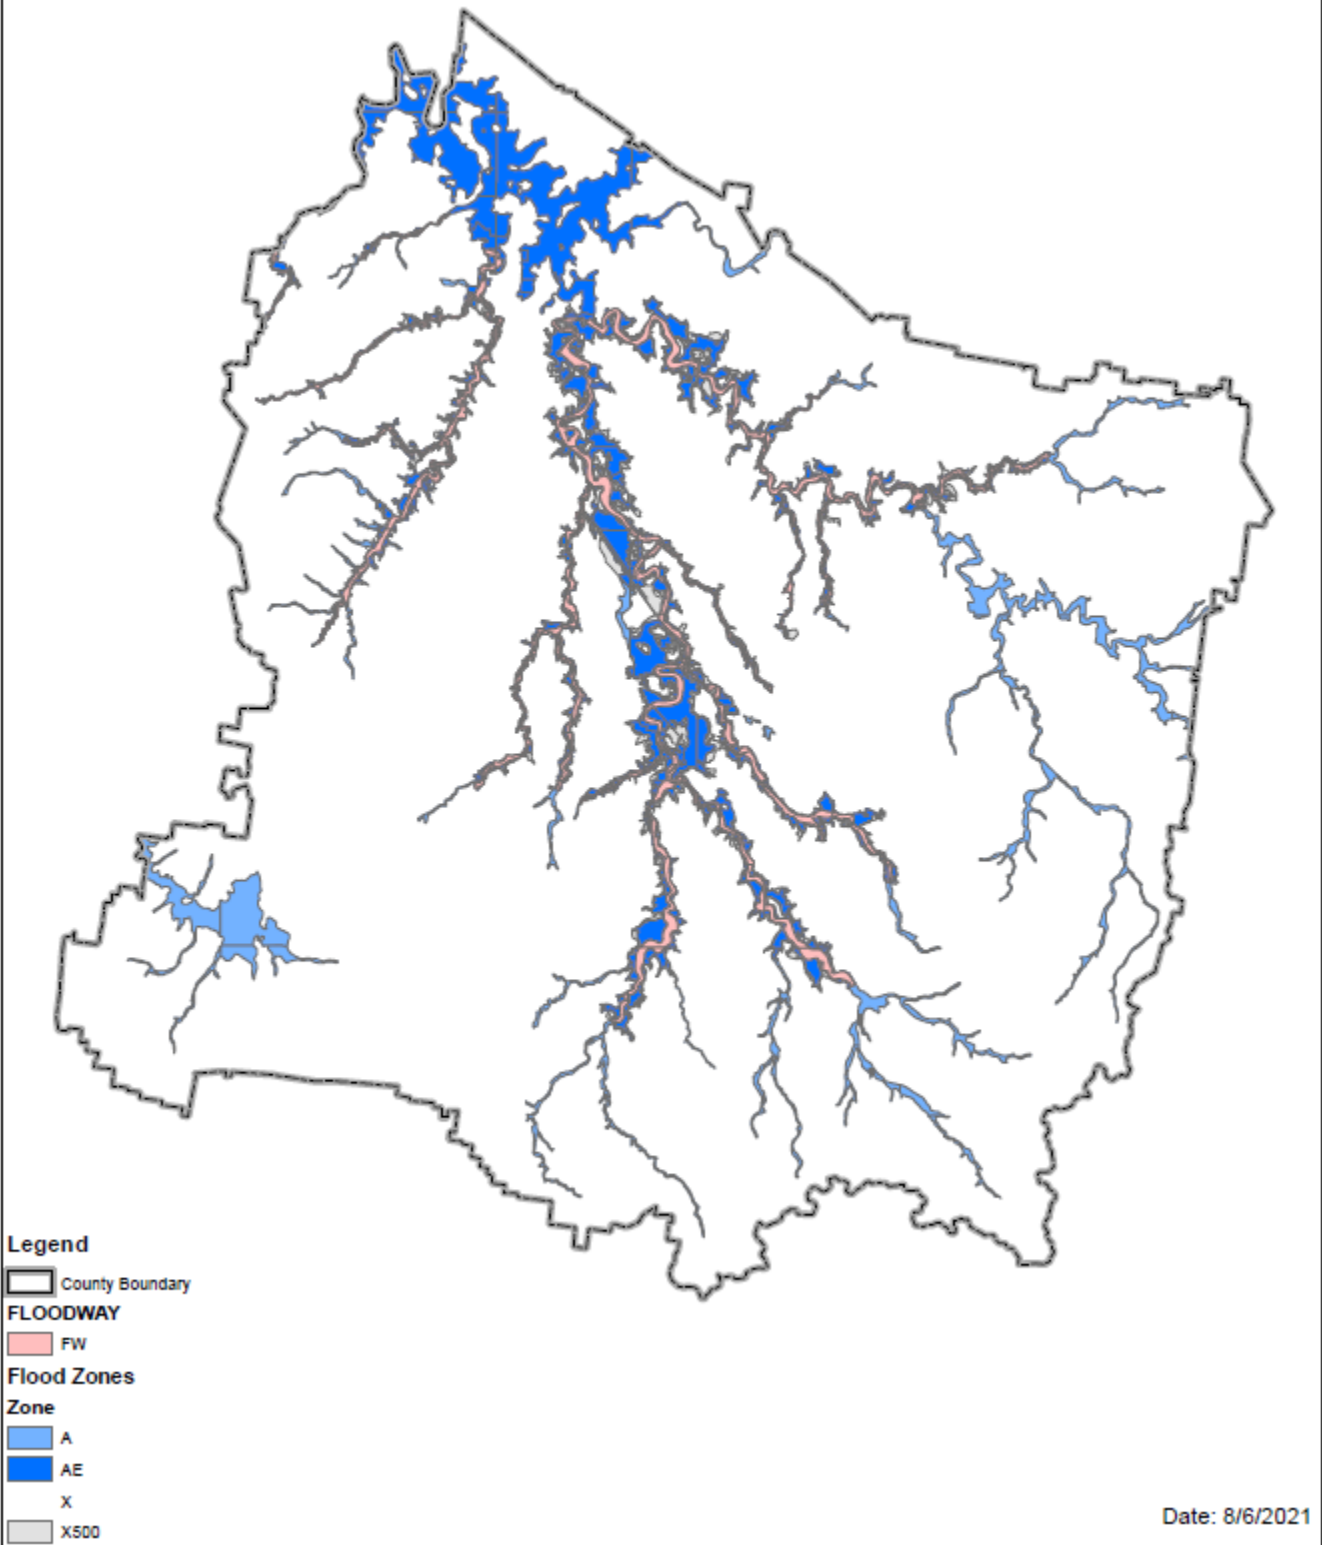 Legend
County Boundary
FLOODWAY
FW
Flood Zones
Zone
A
AE
X
X500
Date: 8/6/2021